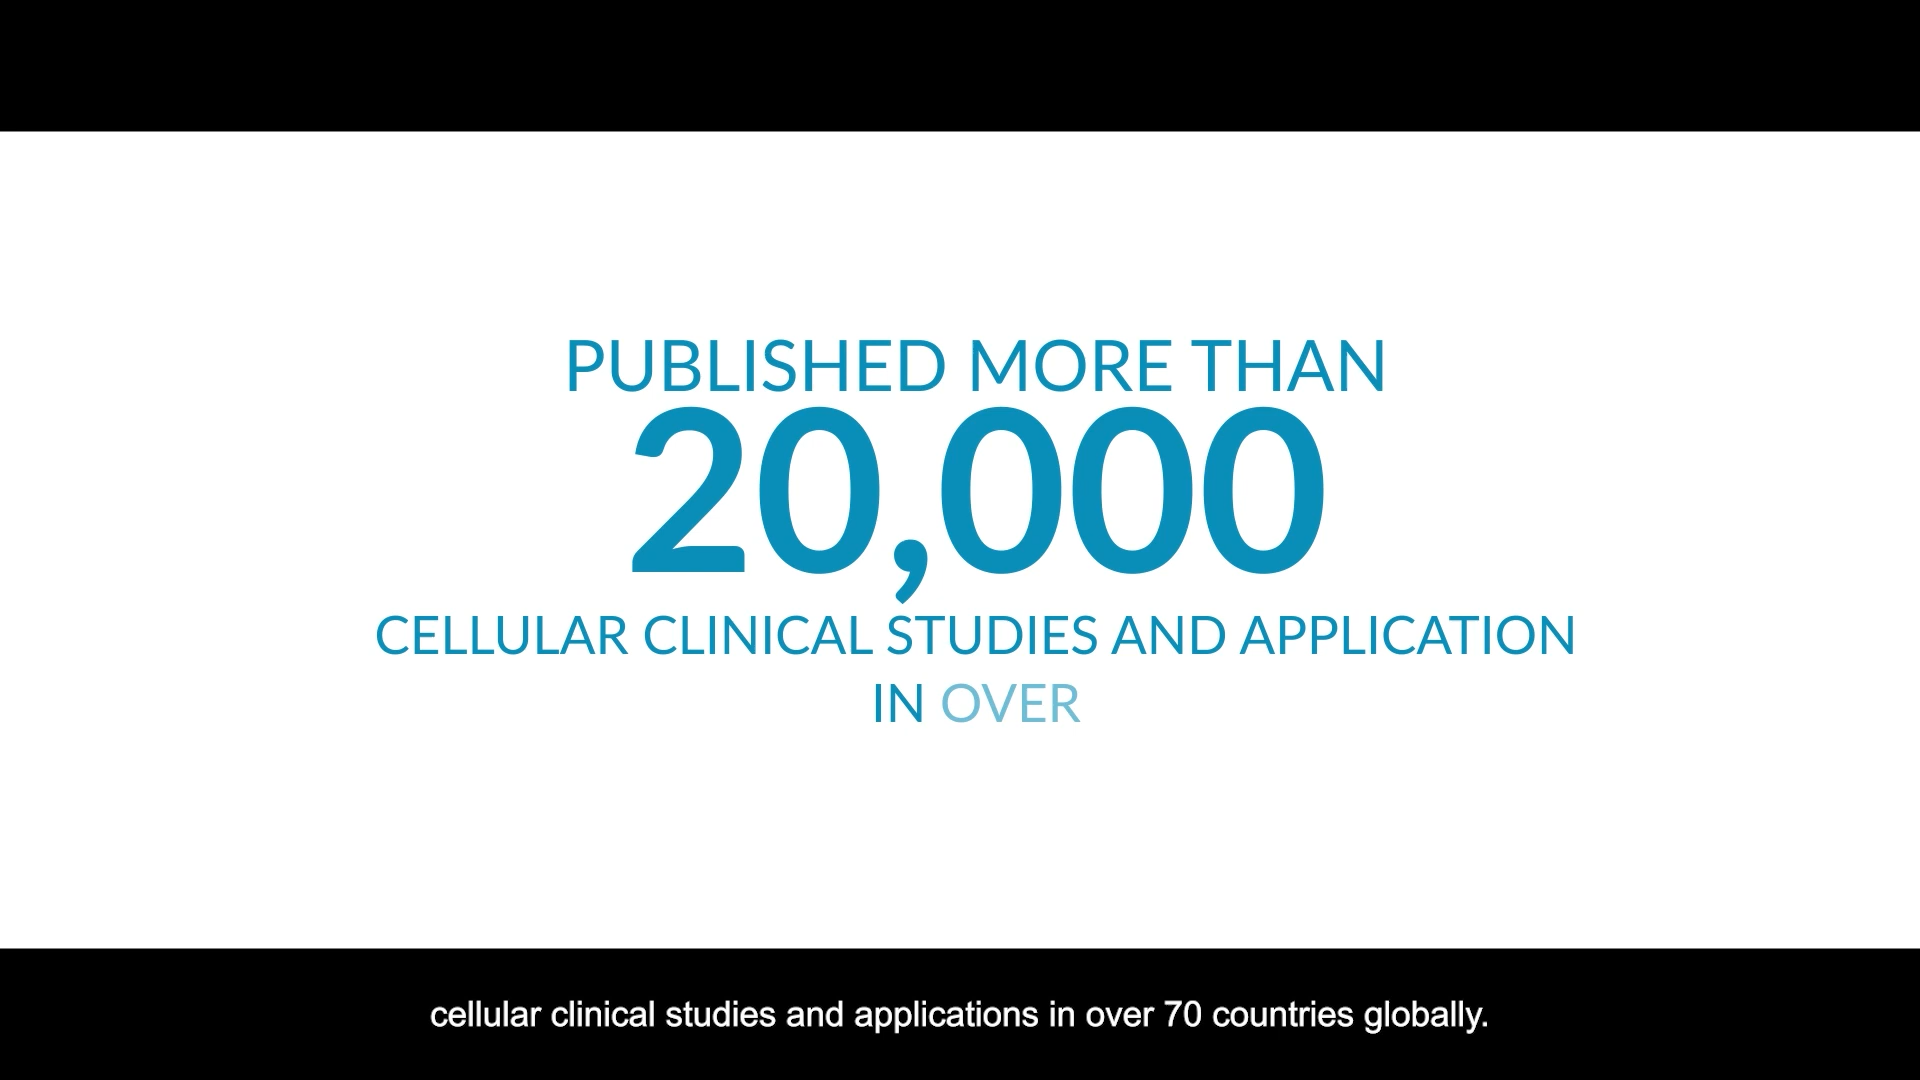 PUBLISHED MORE THAN
20,000
CELLULAR CLINICAL STUDIES AND APPLICATION
IN OVER
cellular clinical studies and applications in over 70 countries globally.